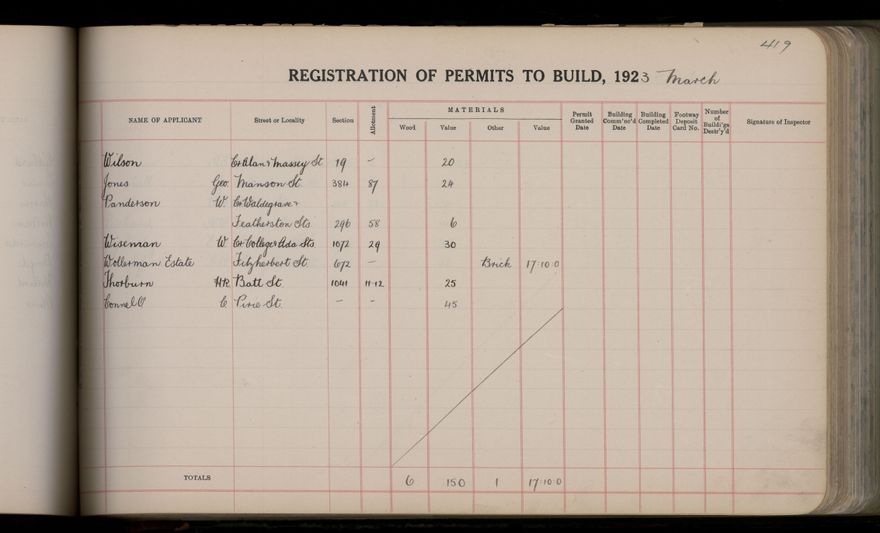 419
REGISTRATION OF PERMITS TO BUILD, 1923 March
NAME OF APPLICANT Street or Locality Section Allotment MATERIALS Wood Value Other Value Permit Granted Date Building Comm'nc'd Date Building Completed Date Footway Deposit Card No. Number of Buildi'gs Destr'y'd Signature of Inspector
Wilson Cr Alan & Massey St 19 - 20
Jones Geo. Manson St 384 87 24
Panderson W. Cr Waldegrave &
Featherston Sts 296 58 6
Wiseman W. Cr College & Ada Sts 1072 29 30
Wollerman Estate Fitzherbert St. 672 - Brick 17.10.0
Thorburn H.R. Batt St. 1041 11.12 25
Connell C Pirie St. - - 45
TOTALS 6 150 1 17.10.0